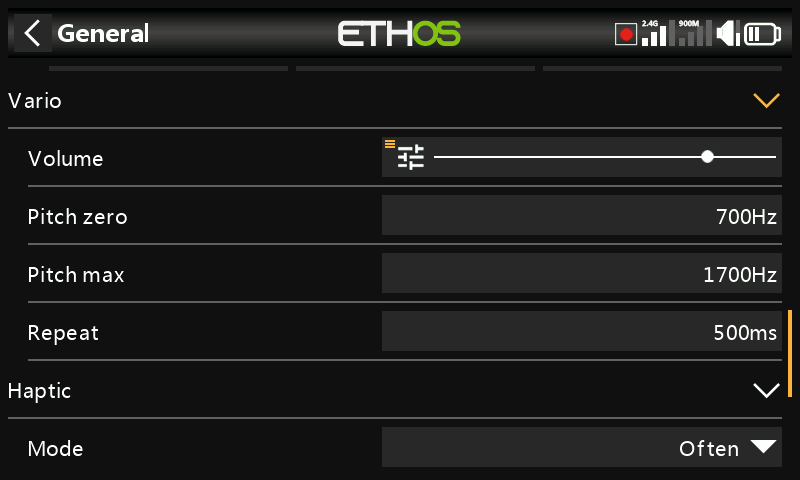 General
ETHOS
2.4G
900M
Vario
Volume
Pitch zero
700Hz
Pitch max
1700Hz
Repeat
500ms
Haptic
Mode
Often